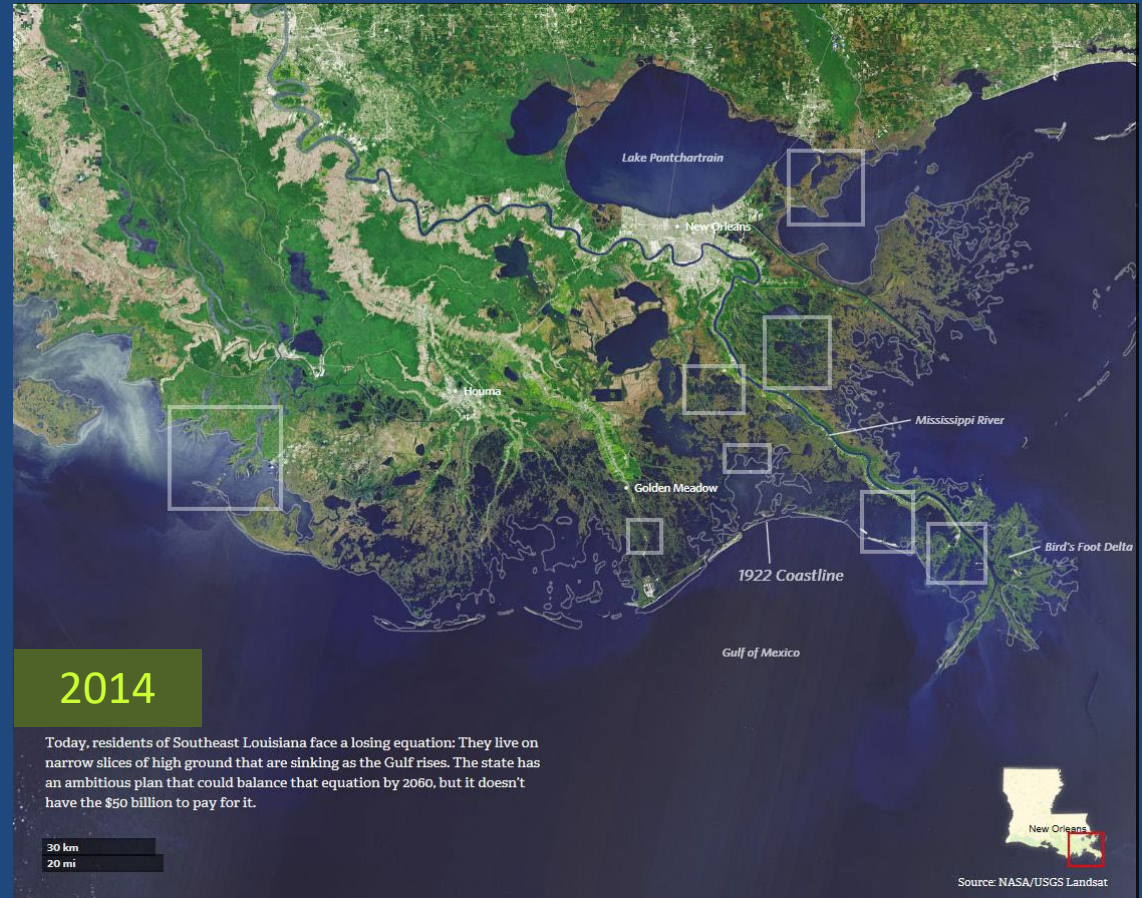 Lake Pontchartrain
New Orleans
Houma
Mississippi River
Golden Meadow
Bird's Foot Delta
1922 Coastline
Gulf of Mexico
2014
Today, residents of Southeast Louisiana face a losing equation: They live on
narrow slices of high ground that are sinking as the Gulf rises. The state has
an ambitious plan that could balance that equation by 2060, but it doesn't
have the $50 billion to pay for it.
New Orleans
30 km
20 mi
Source: NASA/USGS Landsat